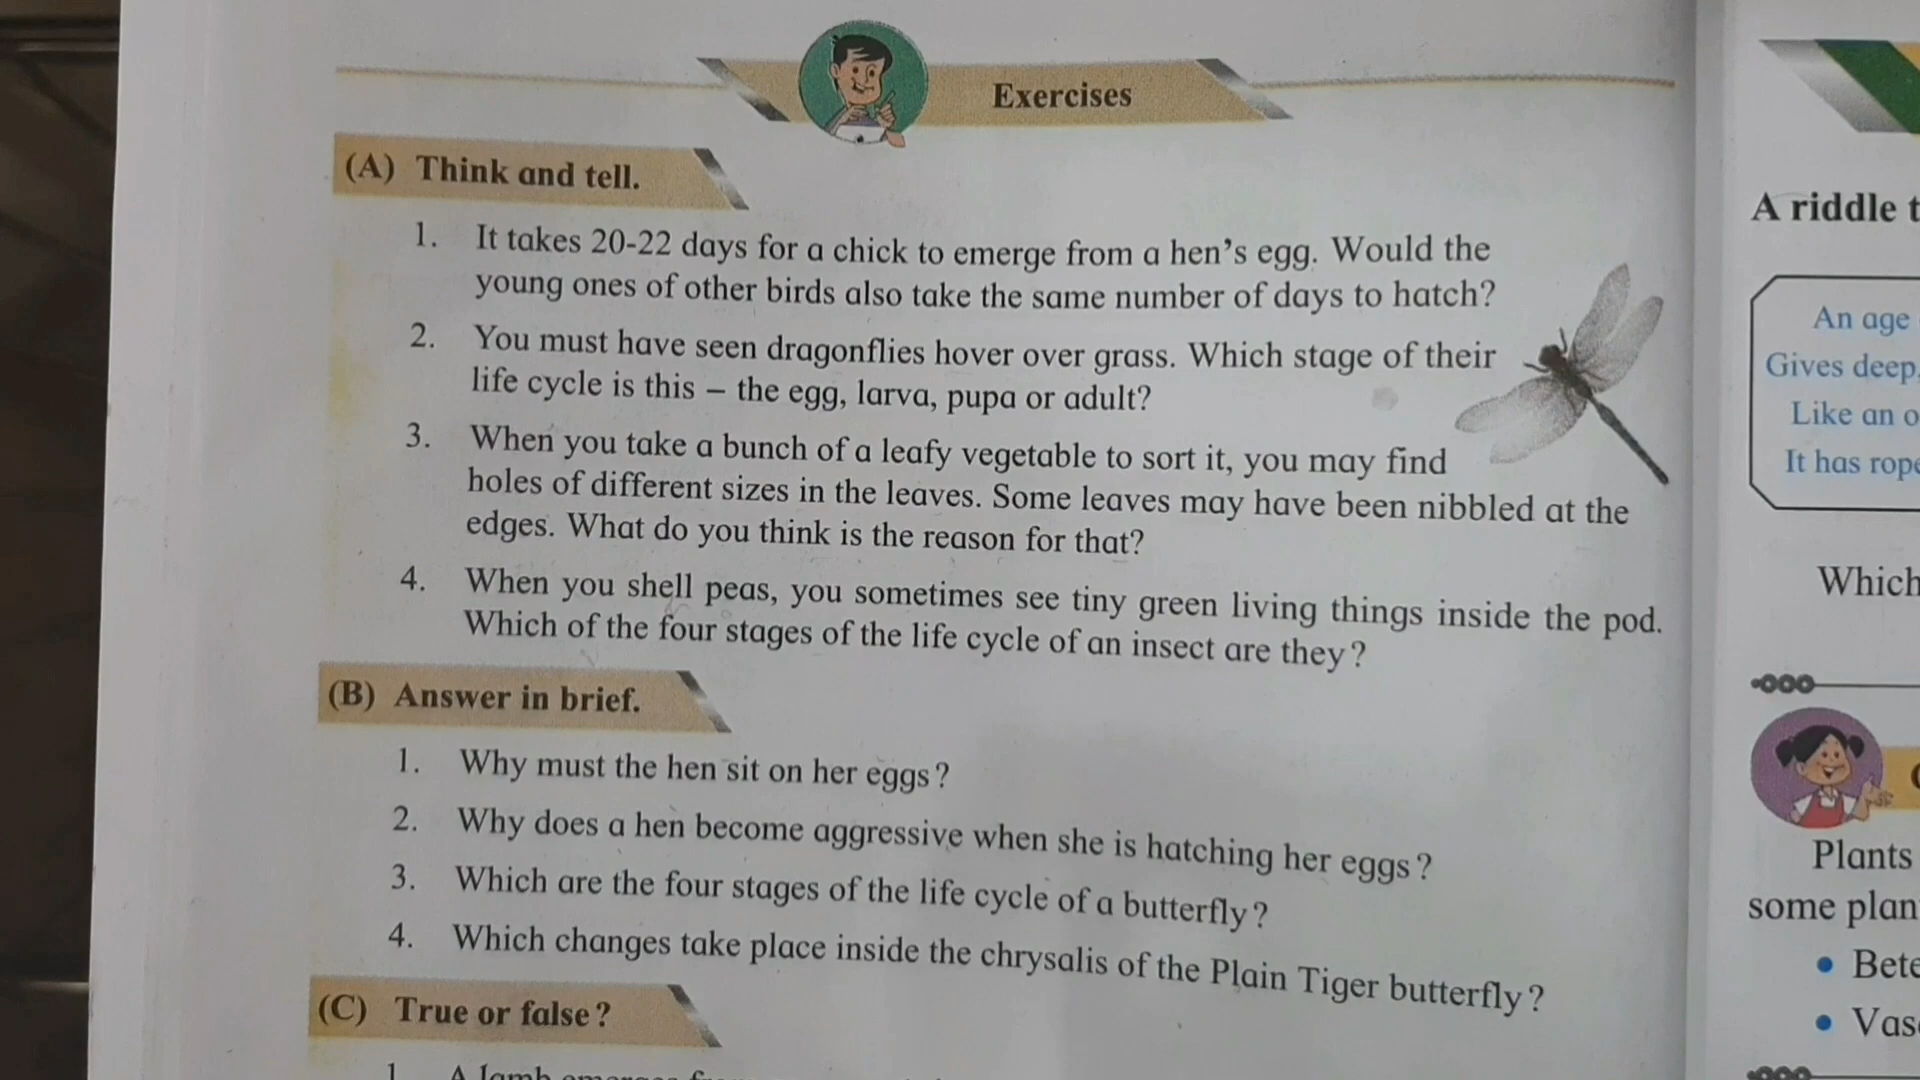 Exercises
(A) Think and tell.
1. It takes 20-22 days for a chick to emerge from a hen's egg. Would the
young ones of other birds also take the same number of days to hatch?
2. You must have seen dragonflies hover over grass. Which stage of their
life cycle is this – the egg, larva, pupa or adult?
3. When you take a bunch of a leafy vegetable to sort it, you may find
holes of different sizes in the leaves. Some leaves may have been nibbled at the
edges. What do you think is the reason for that?
4. When you shell peas, you sometimes see tiny green living things inside the pod.
Which of the four stages of the life cycle of an insect are they?
(B) Answer in brief.
1. Why must the hen sit on her eggs?
2. Why does a hen become aggressive when she is hatching her eggs?
3. Which are the four stages of the life cycle of a butterfly?
4. Which changes take place inside the chrysalis of the Plain Tiger butterfly?
(C) True or false?
1 A lamb
A riddle
An age
Gives deep,
Like an
It has
Which
Plants
some